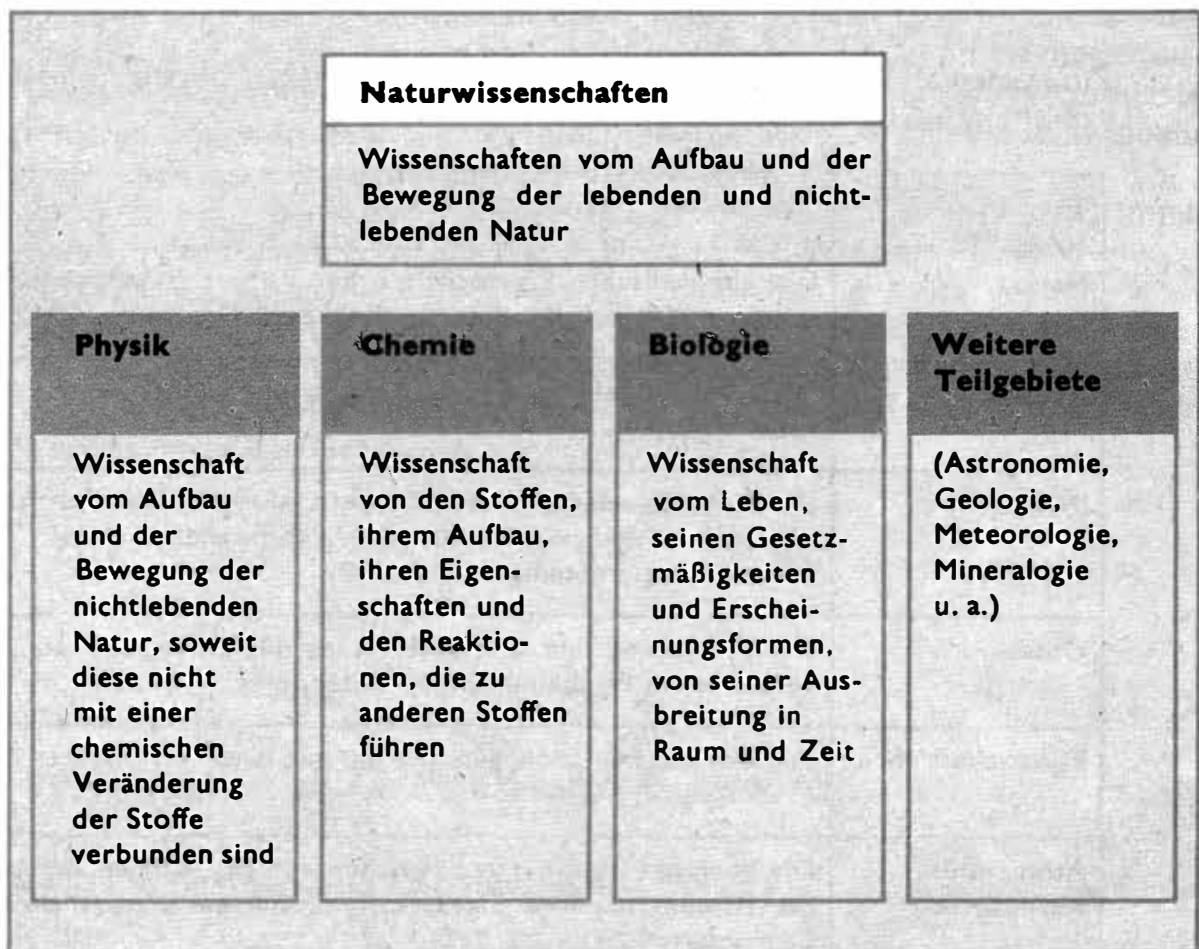 Naturwissenschaften
Wissenschaften vom Aufbau und der
Bewegung der lebenden und nicht-
lebenden Natur
Physik
Wissenschaft
vom Aufbau
und der
Bewegung der
nichtlebenden
Natur, soweit
diese nicht
mit einer
chemischen
Veränderung
der Stoffe
verbunden sind
Chemie
Wissenschaft
von den Stoffen,
ihrem Aufbau,
ihren Eigen-
schaften und
den Reaktio-
nen, die zu
anderen Stoffen
führen
Biologie
Wissenschaft
vom Leben,
seinen Gesetz-
mäßigkeiten
und Erschei-
nungsformen,
von seiner Aus-
breitung in
Raum und Zeit
Weitere
Teilgebiete
(Astronomie,
Geologie,
Meteorologie,
Mineralogie
u. a.)